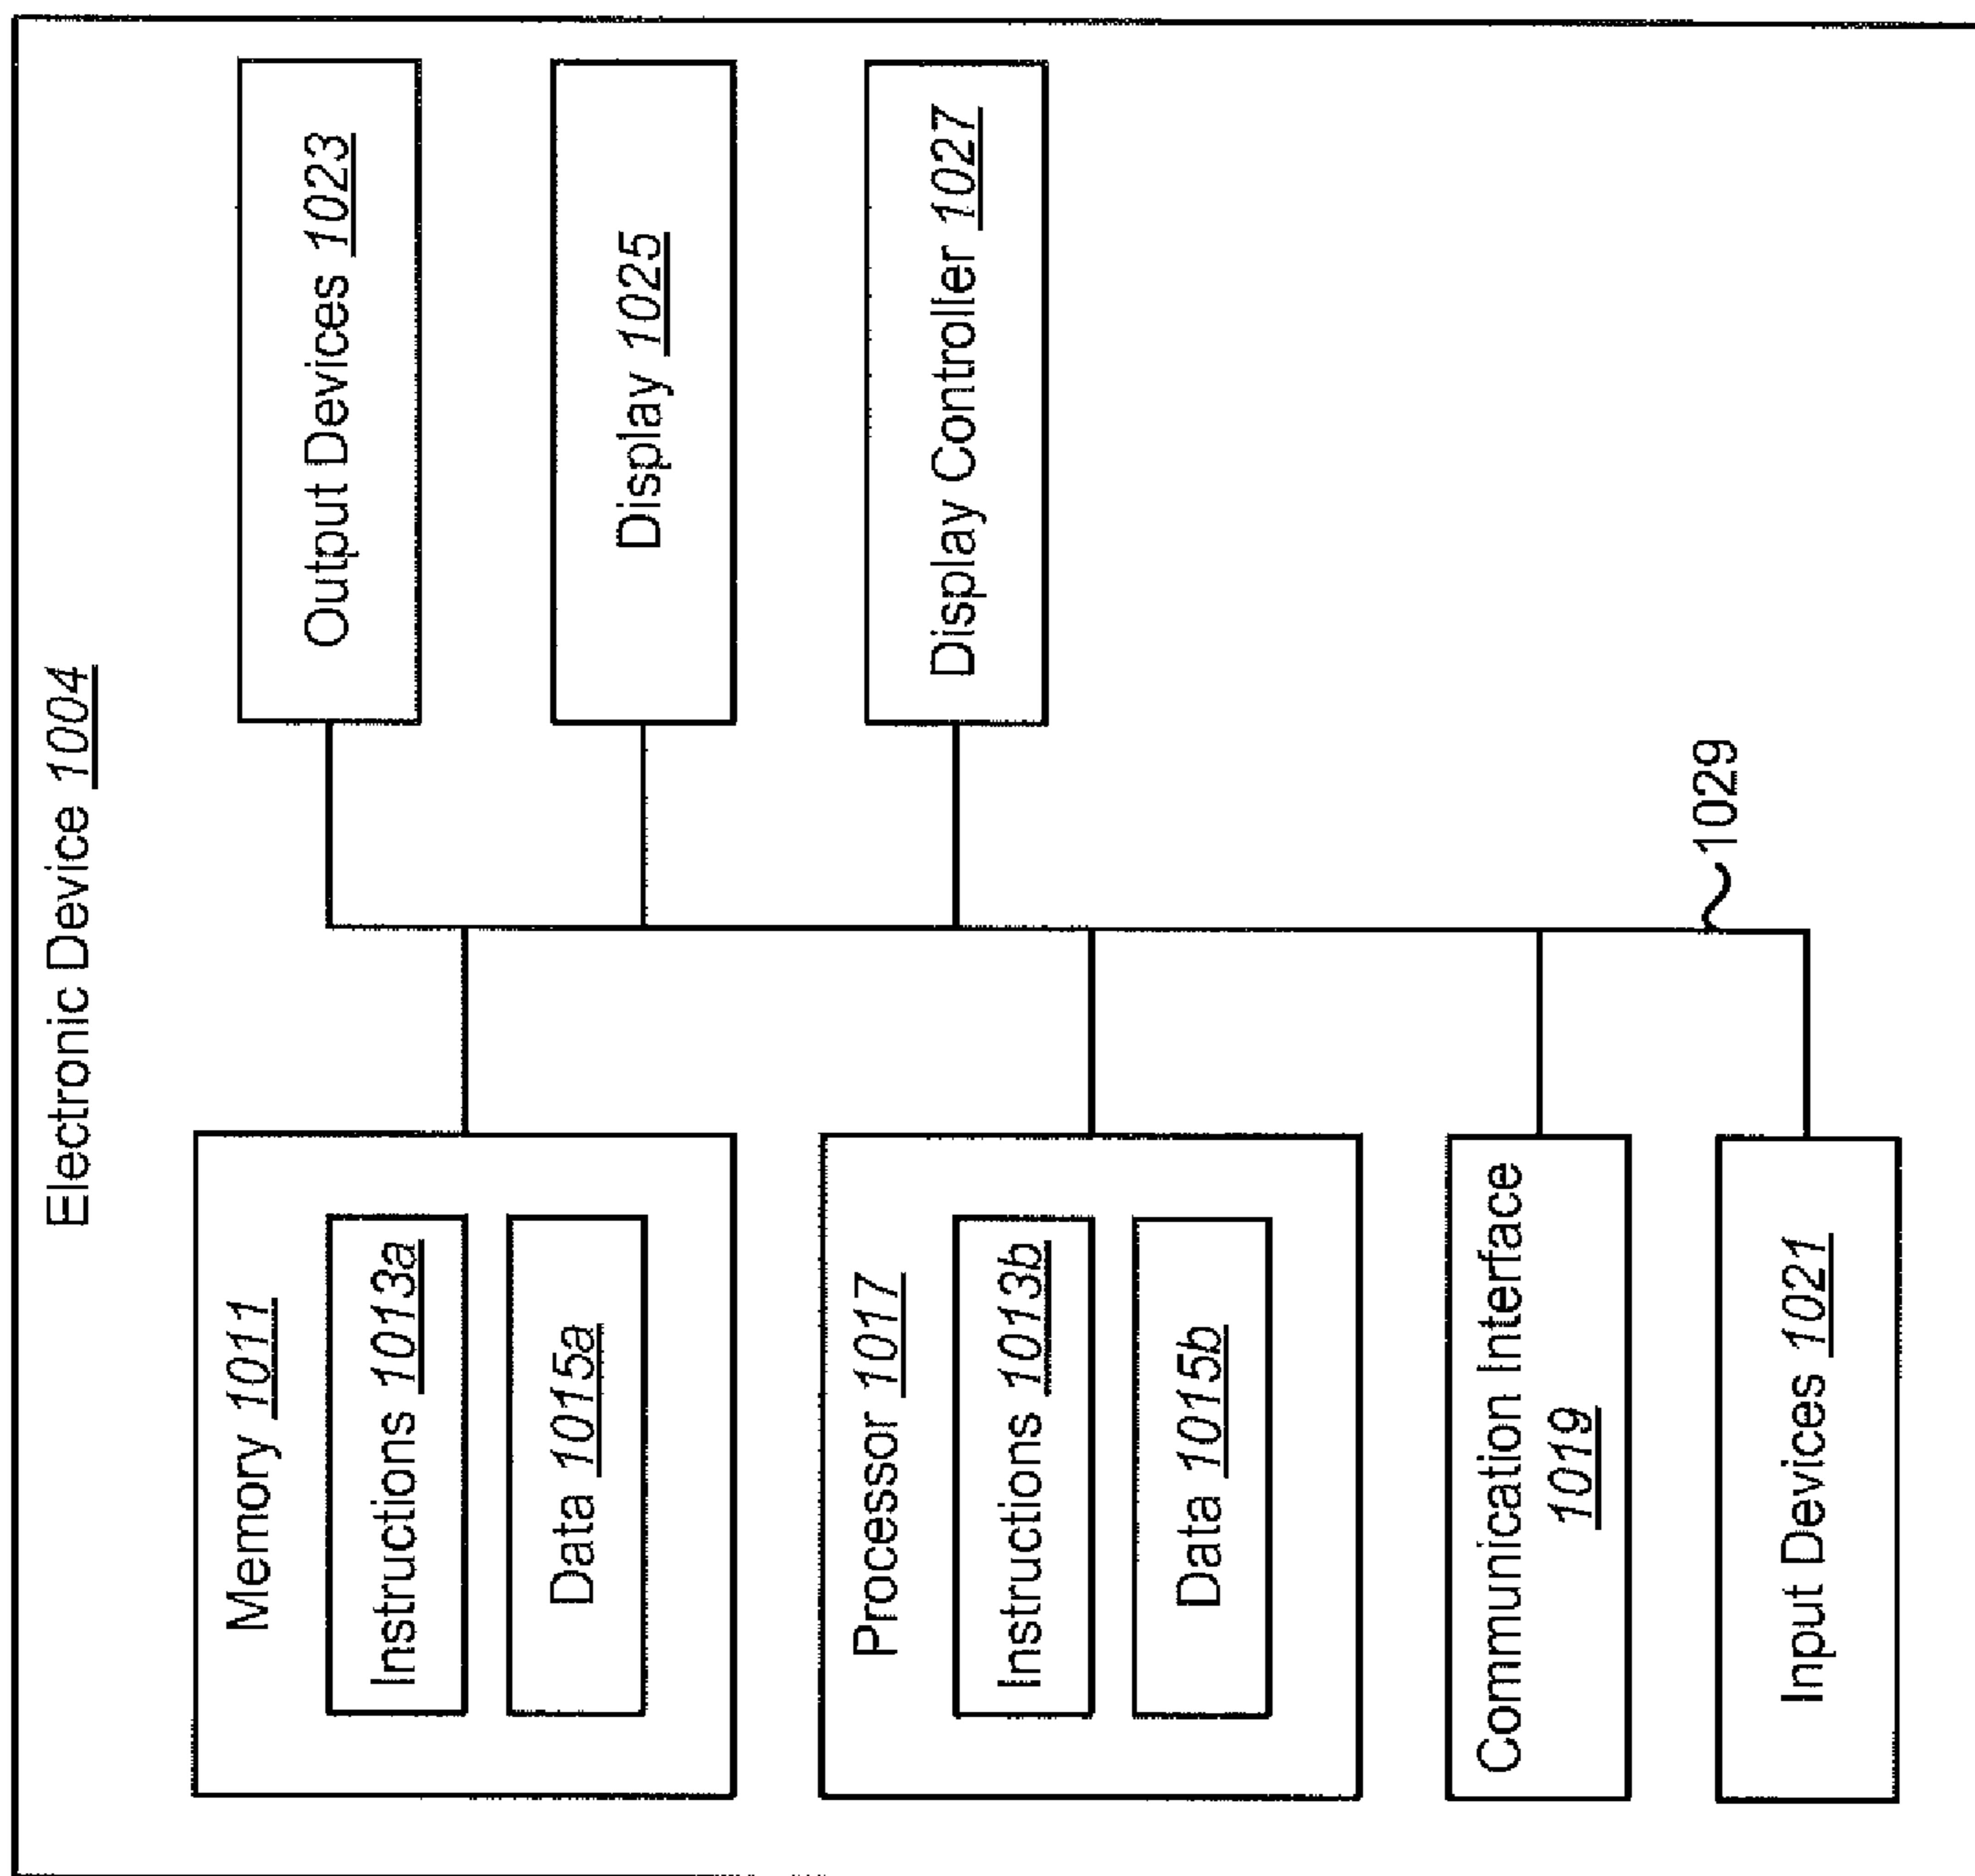 Electronic Device 1004
Memory 1011
Instructions 1013a
Data 1015a
Processor 1017
Instructions 1013b
Data 1015b
Communication Interface
1019
Input Devices 1021
Output Devices 1023
Display 1025
Display Controller 1027
1029